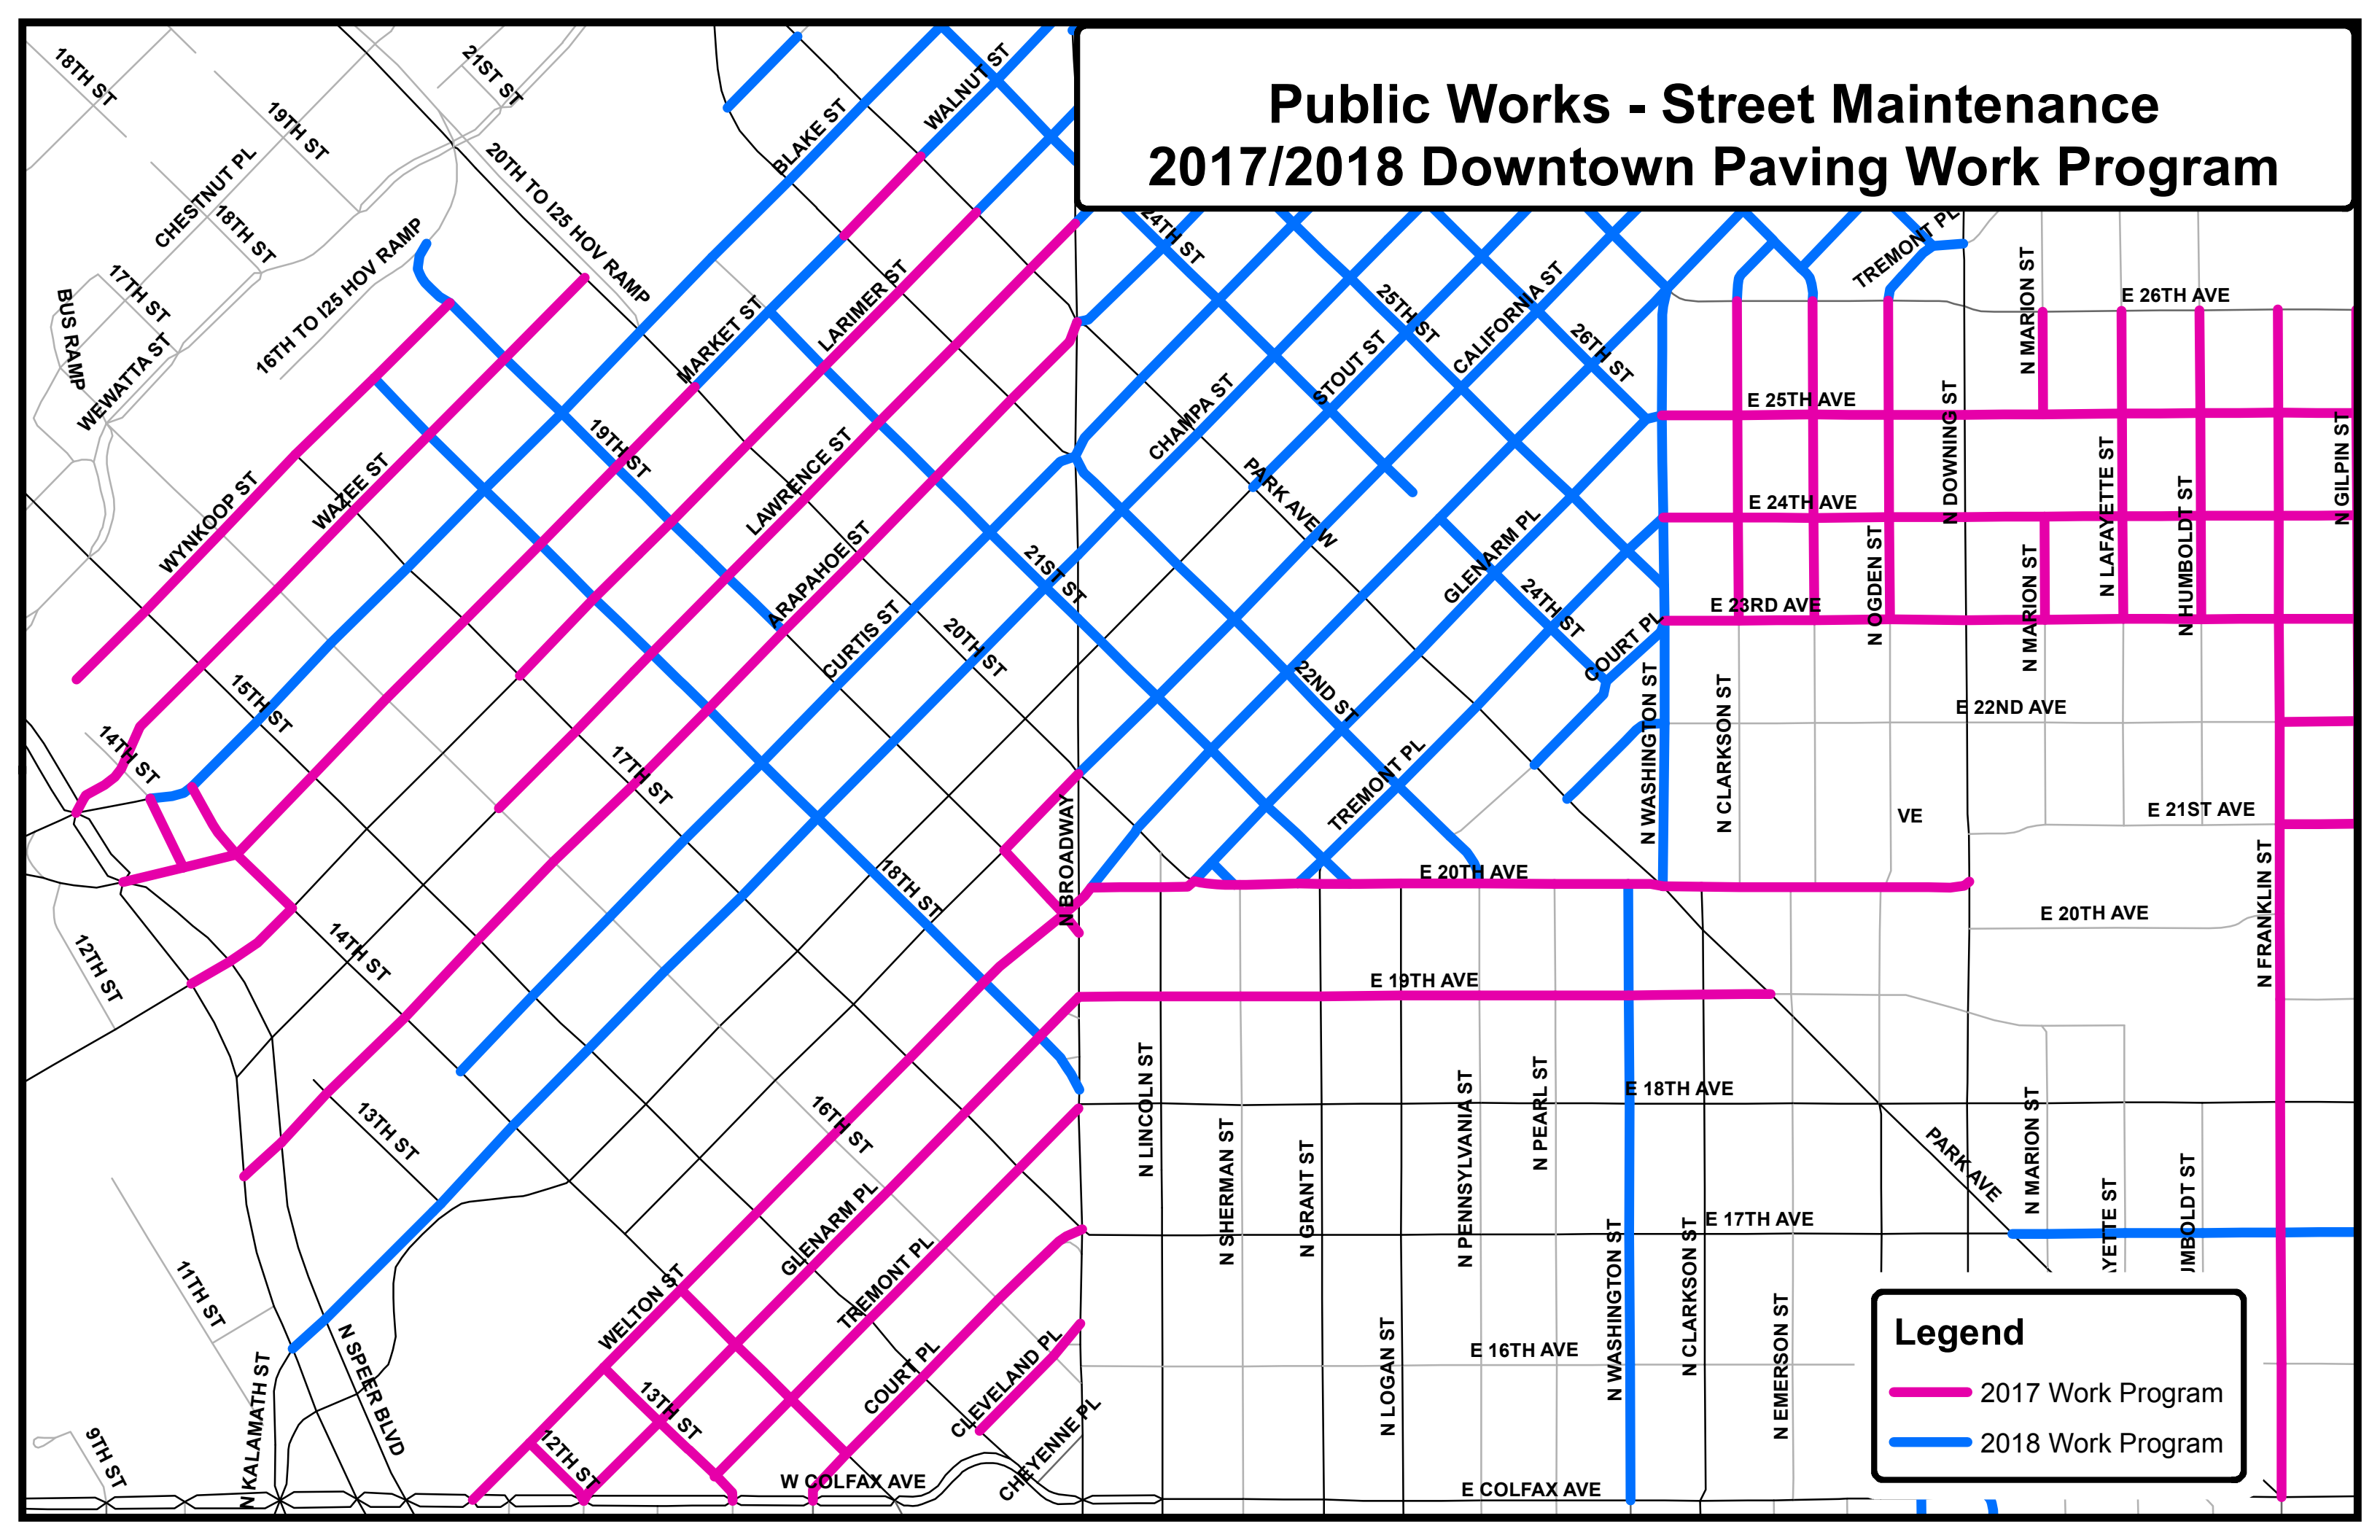 Public Works - Street Maintenance
2017/2018 Downtown Paving Work Program
18TH ST
21ST ST
19TH ST
WALNUT ST
BLAKE ST
20TH TO I25 HOV RAMP
CHESTNUT PL
18TH ST
16TH TO I25 HOV RAMP
17TH ST
BUS RAMP
WEWATTA ST
24TH ST
TREMONT PL
N MARION ST
E 26TH AVE
LARIMER ST
MARKET ST
25TH ST
CALIFORNIA ST
26TH ST
STOUT ST
CHAMPA ST
E 25TH AVE
N DOWNING ST
N GILPIN ST
19TH ST
LAWRENCE ST
WYNKOOP ST
WAZEE ST
PARK AVE W
E 24TH AVE
N LAYFAYETTE ST
N HUMBOLDT ST
GLENARM PL
ARAPAHOE ST
21ST ST
24TH ST
E 23RD AVE
N OGDEN ST
N MARION ST
CURTIS ST
20TH ST
COURT PL
22ND ST
N WASHINGTON ST
N CLARKSON ST
E 22ND AVE
15TH ST
14TH ST
17TH ST
TREMONT PL
N BROADWAY
VE
E 21ST AVE
18TH ST
E 20TH AVE
E 20TH AVE
N FRANKLIN ST
12TH ST
14TH ST
E 19TH AVE
13TH ST
16TH ST
N LINCOLN ST
N SHERMAN ST
N GRANT ST
N PENNSYLVANIA ST
N PEARL ST
E 18TH AVE
PARK AVE
N MARION ST
YETTE ST
UMBOLDT ST
E 17TH AVE
11TH ST
GLENARM PL
TREMONT PL
WELTON ST
N WASHINGTON ST
N CLARKSON ST
N EMERSON ST
N LOGAN ST
E 16TH AVE
N KALAMATH ST
N SPEER BLVD
COURT PL
CLEVELAND PL
CHEYENNE PL
13TH ST
12TH ST
9TH ST
W COLFAX AVE
E COLFAX AVE
Legend
2017 Work Program
2018 Work Program